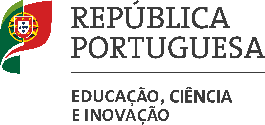 REPÚBLICA
PORTUGUESA
EDUCAÇÃO, CIÊNCIA
E INOVAÇÃO